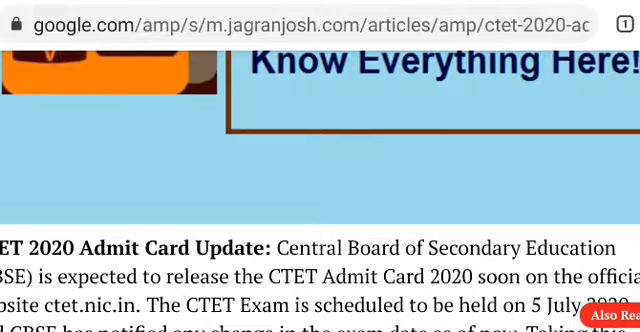 google.com/amp/s/m.jagranjosh.com/articles/amp/ctet-2020-ac
1
Know Everything Here!
ET 2020 Admit Card Update: Central Board of Secondary Education
BSE) is expected to release the CTET Admit Card 2020 soon on the officia
bsite ctet.nic.in. The CTET Exam is scheduled to be held on 5 July 2020
Also Rea
CBSE has notified any change in the exam date as of now. Taking this